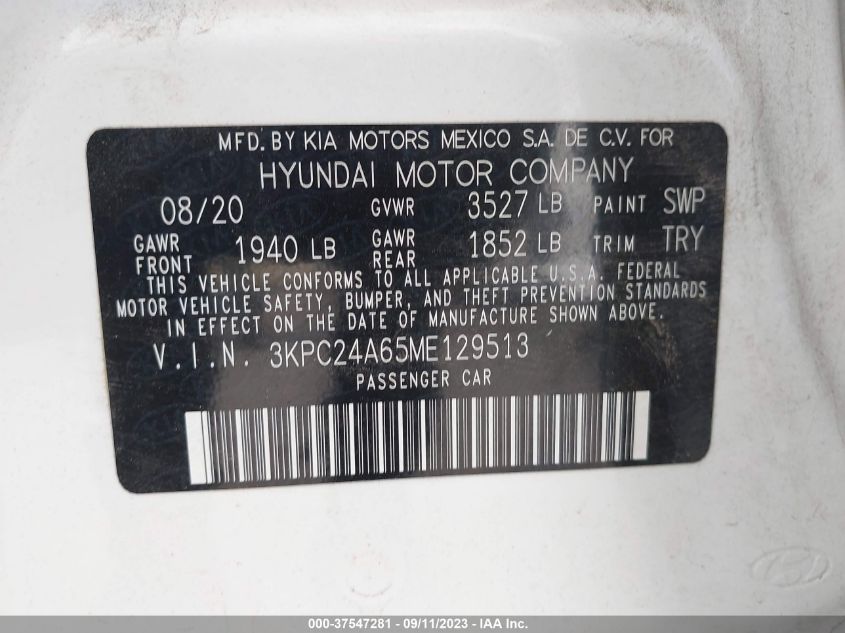 MFD. BY KIA MOTORS MEXICO S.A. DE C.V. FOR
HYUNDAI MOTOR COMPANY
08/20 GVWR 3527 LB PAINT SWP
GAWR FRONT 1940 LB GAWR REAR 1852 LB TRIM TRY
THIS VEHICLE CONFORMS TO ALL APPLICABLE U.S.A. FEDERAL
MOTOR VEHICLE SAFETY, BUMPER, AND THEFT PREVENTION STANDARDS
IN EFFECT ON THE DATE OF MANUFACTURE SHOWN ABOVE.
V.I.N. 3KPC24A65ME129513
PASSENGER CAR
000-37547281 - 09/11/2023 - IAA Inc.